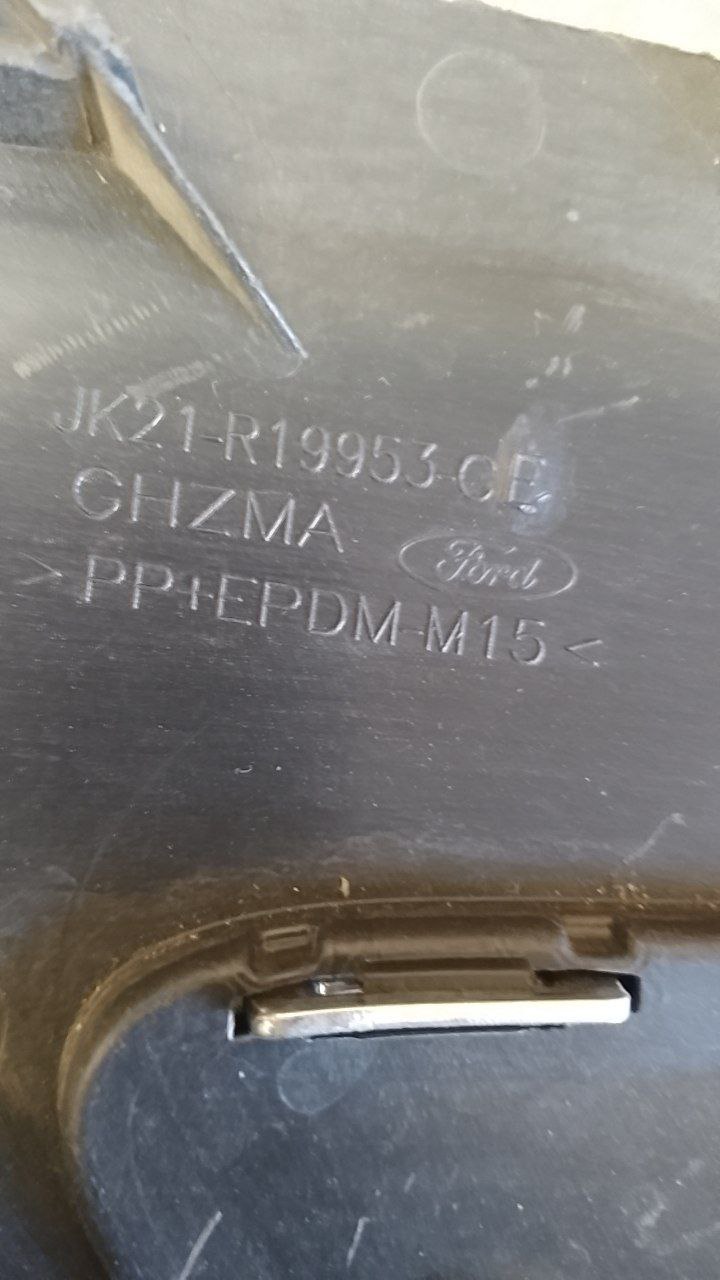 JK21-R19953-CE
CHZMA
Ford
>PP+EPDM-M15<